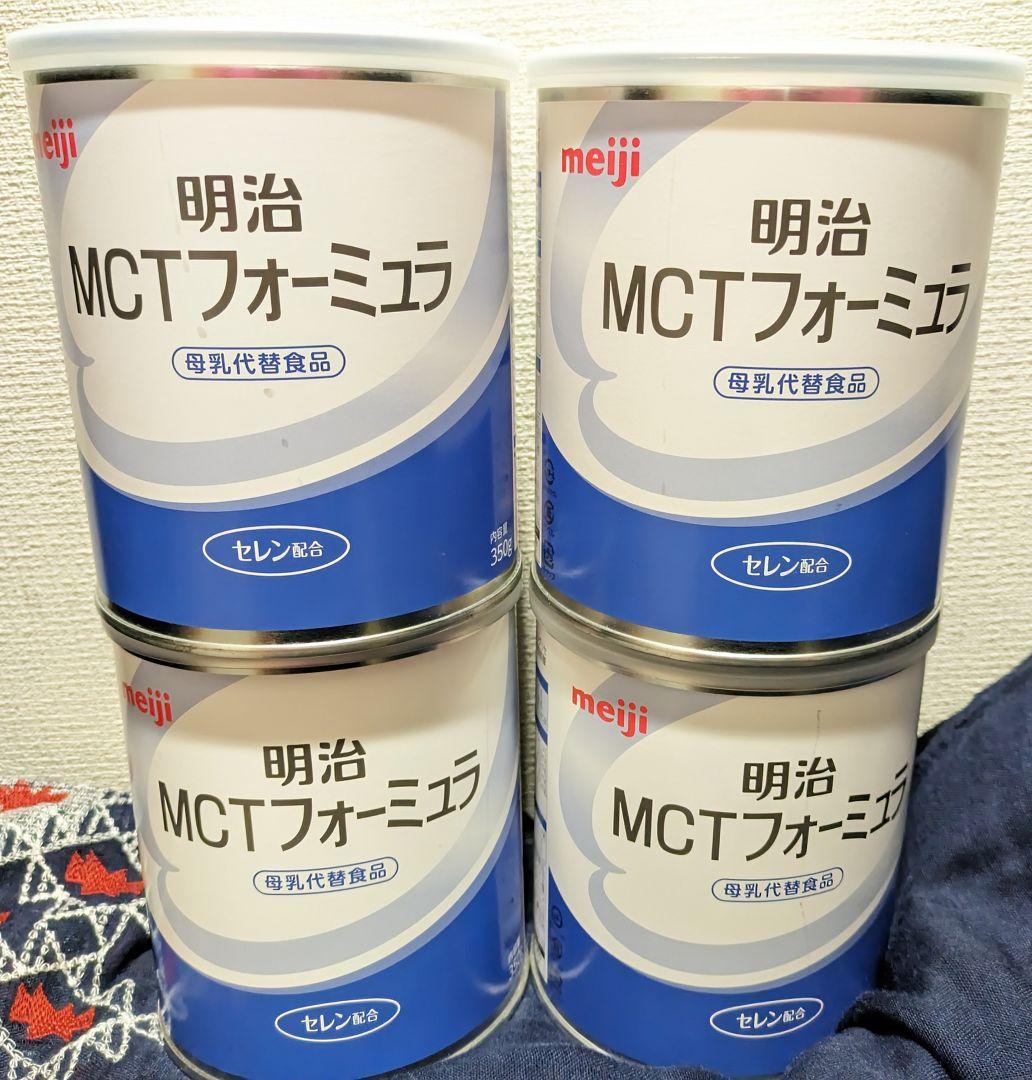 meiji
明治
MCTフォーミュラ
母乳代替食品
セレン配合
内容量
350g
meiji
明治
MCTフォーミュラ
母乳代替食品
セレン配合
meiji
明治
MCTフォーミュラ
母乳代替食品
セレン配合
meiji
明治
MCTフォーミュラ
母乳代替食品
セレン配合